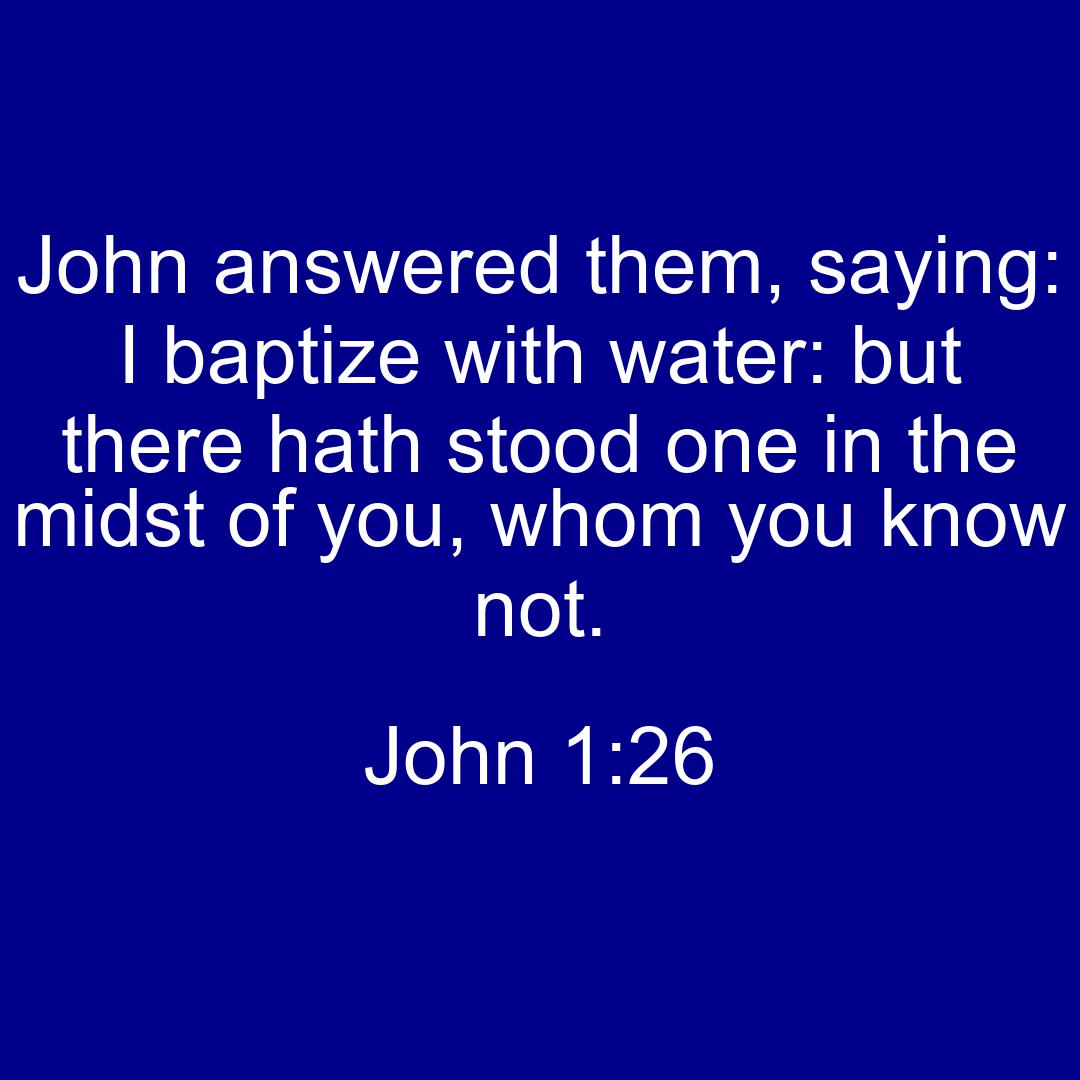 John answered them, saying:
I baptize with water: but
there hath stood one in the
midst of you, whom you know
not.
John 1:26